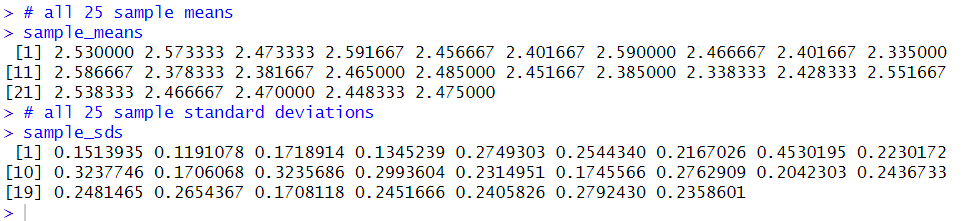 > # all 25 sample means
> sample_means
 [1] 2.530000 2.573333 2.473333 2.591667 2.456667 2.401667 2.590000 2.466667 2.401667 2.335000
[11] 2.586667 2.378333 2.381667 2.465000 2.485000 2.451667 2.385000 2.338333 2.428333 2.551667
[21] 2.538333 2.466667 2.470000 2.448333 2.475000
> # all 25 sample standard deviations
> sample_sds
 [1] 0.1513935 0.1191078 0.1718914 0.1345239 0.2749303 0.2544340 0.2167026 0.4530195 0.2230172
[10] 0.3237746 0.1706068 0.3235686 0.2993604 0.2314951 0.1745566 0.2762909 0.2042303 0.2436733
[19] 0.2481465 0.2654367 0.1708118 0.2451666 0.2405826 0.2793430 0.2358601
>